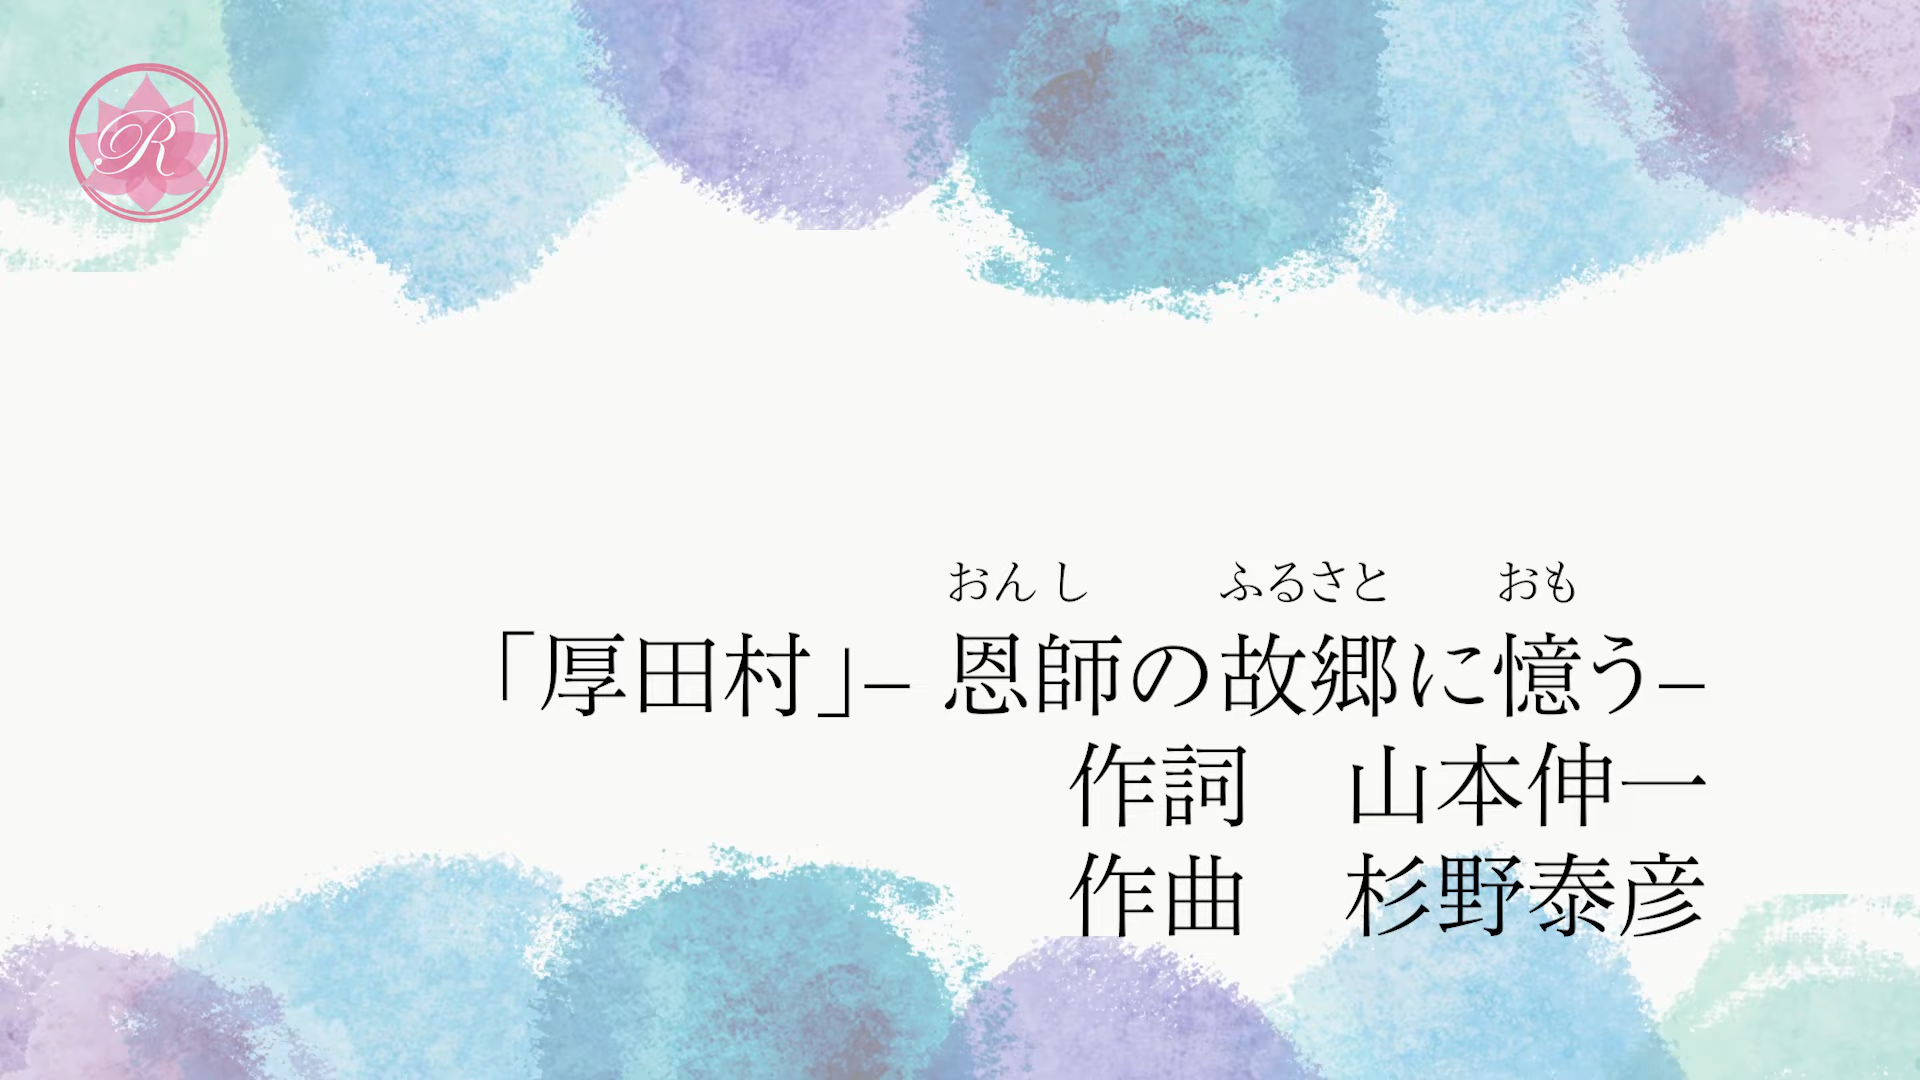 R
おんし ふるさと おも
「厚田村」– 恩師の故郷に憶う–
作詞　山本伸一
作曲　杉野泰彦